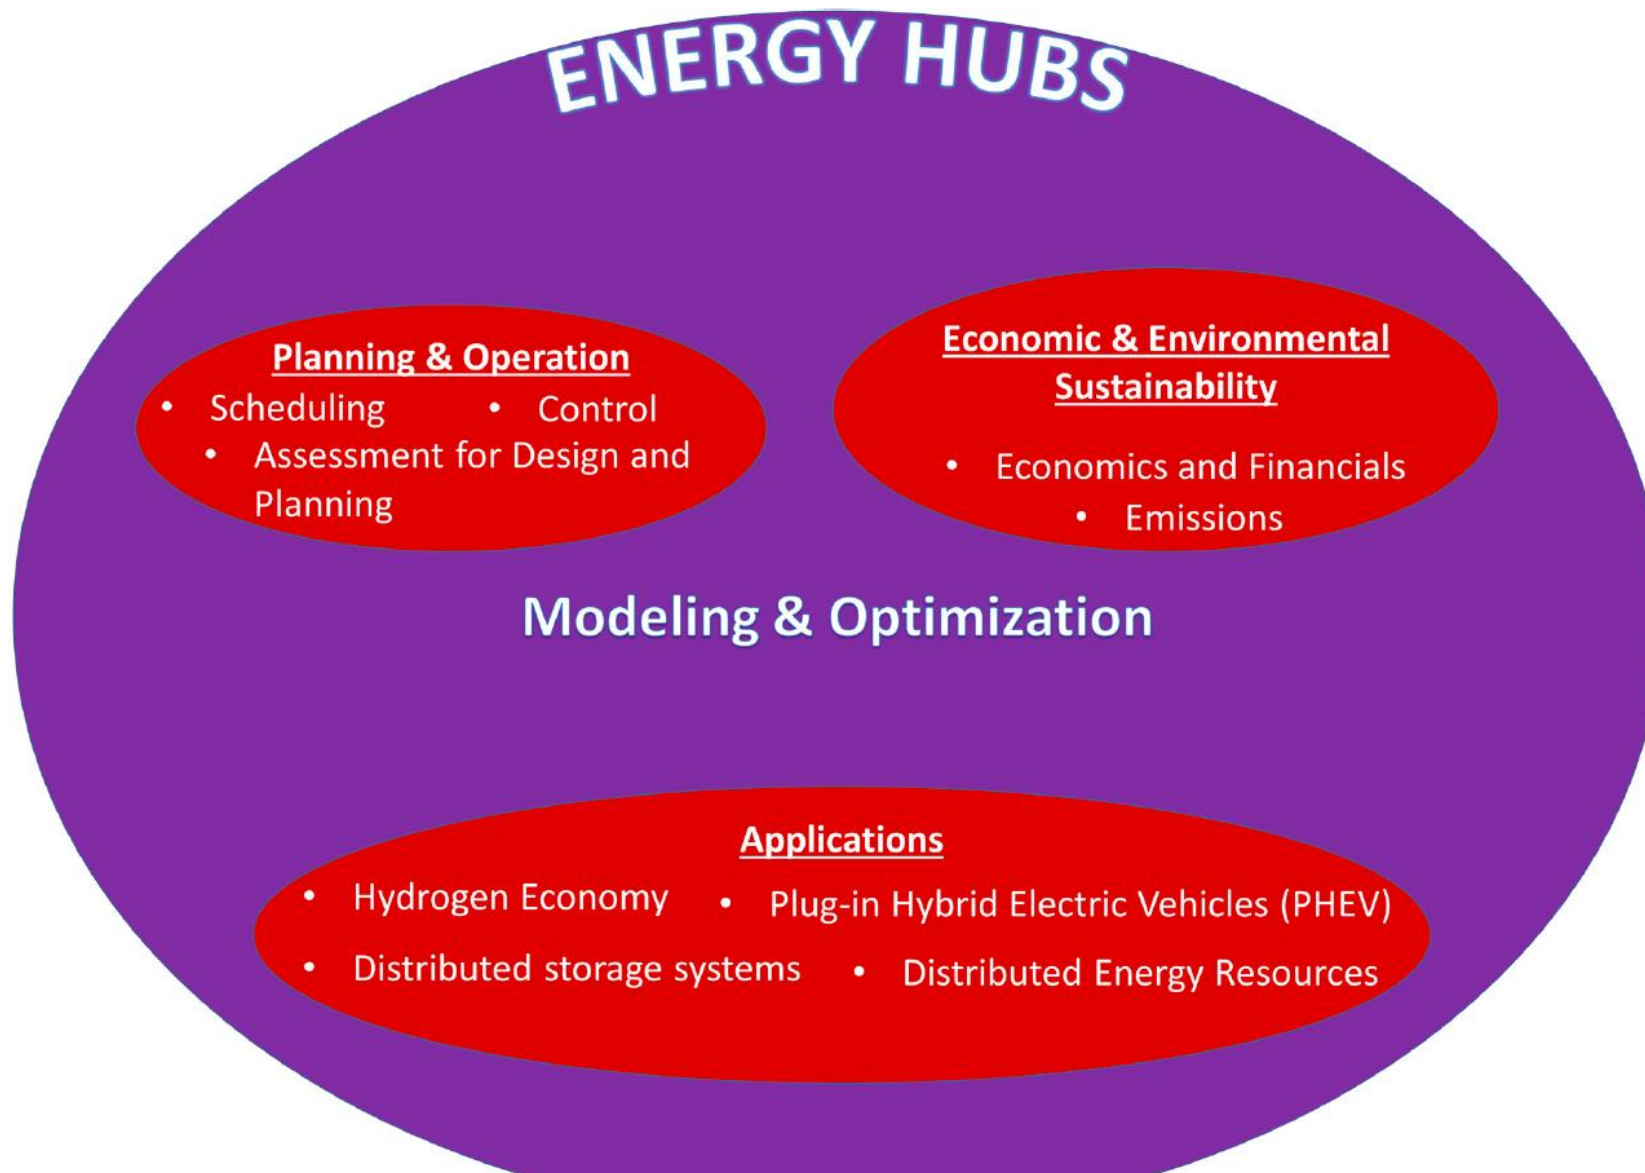 ENERGY HUBS
Planning & Operation
• Scheduling • Control
• Assessment for Design and
Planning
Economic & Environmental
Sustainability
• Economics and Financials
• Emissions
Modeling & Optimization
Applications
• Hydrogen Economy • Plug-in Hybrid Electric Vehicles (PHEV)
• Distributed storage systems • Distributed Energy Resources